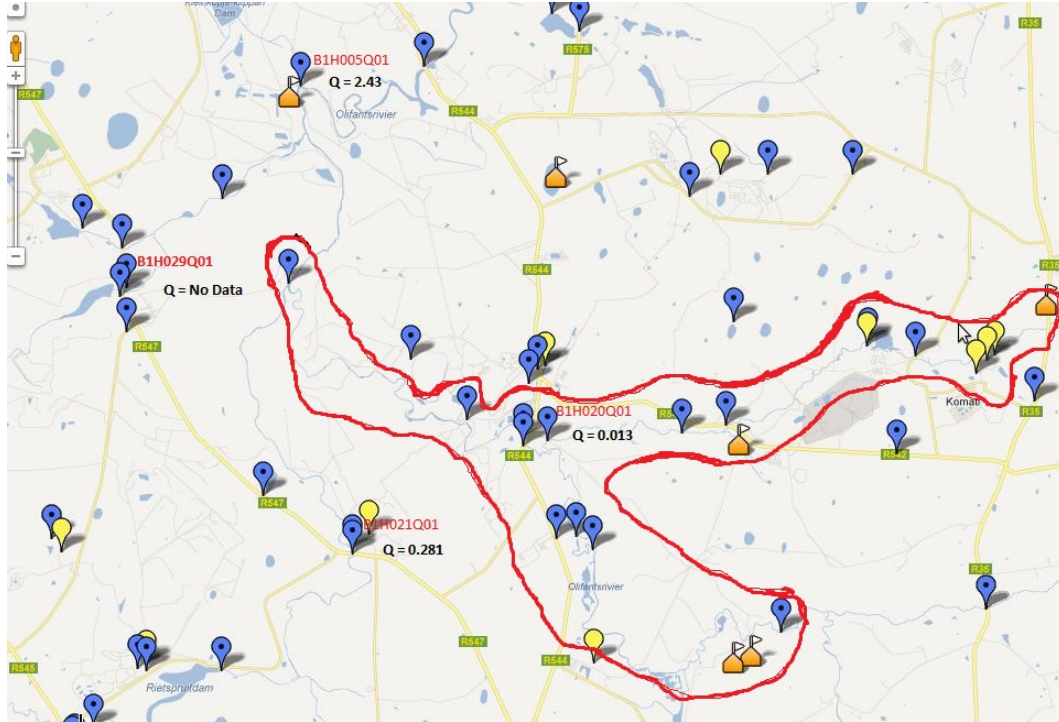 Dam
R35
R575
B1H005Q01
Q = 2.43
R547
R544
Olifantsrivier
R544
R35
B1H029Q01
Q = No Data
R547
Komati
B1H020Q01
R35
Q = 0.013
R544
R542
R547
B1H021Q01
Q = 0.281
R35
Olifantsrivier
R547
R544
R545
Rietspruitdam